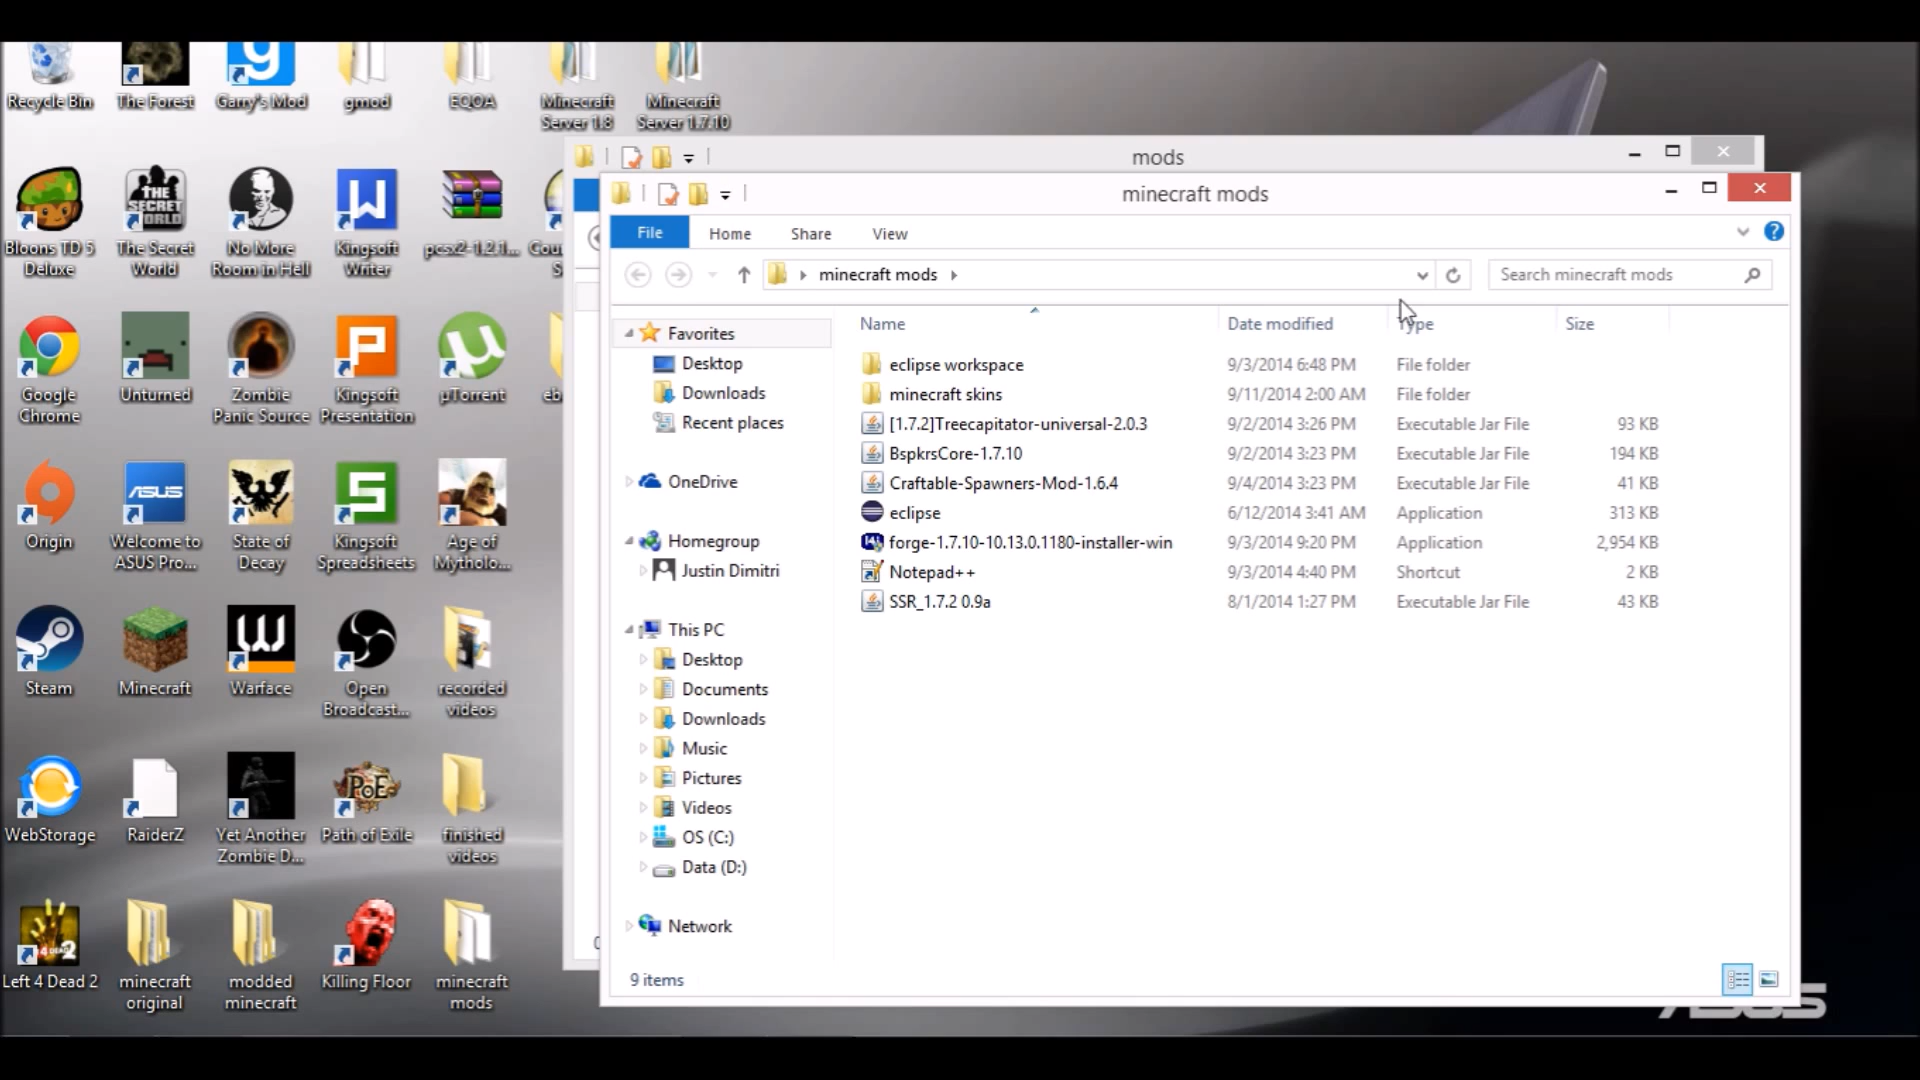 Recycle Bin
The Forest
Garry's Mod
gmod
EQOA
Minecraft
Server 1.8
Minecraft
Server 1.7.10
Bloons TD 5
Deluxe
THE
SECRET
WORLD
The Secret
World
No More
Room in Hell
W
Kingsoft
Writer
pcsx2-1.2.1...
Cou
S
Google
Chrome
Unturned
Zombie
Panic Source
P
Kingsoft
Presentation
µTorrent
eb
Origin
ASUS
Welcome to
ASUS Pro...
State of
Decay
S
Kingsoft
Spreadsheets
Age of
Mytholo...
Steam
Minecraft
W
Warface
Open
Broadcast...
recorded
videos
WebStorage
RaiderZ
Yet Another
Zombie D...
PoE
Path of Exile
finished
videos
Left 4 Dead 2
minecraft
original
modded
minecraft
Killing Floor
minecraft
mods
mods
minecraft mods
File
Home
Share
View
minecraft mods
Search minecraft mods
Name
Date modified
Type
Size
Favorites
Desktop
Downloads
Recent places
OneDrive
Homegroup
Justin Dimitri
This PC
Desktop
Documents
Downloads
Music
Pictures
Videos
OS (C:)
Data (D:)
Network
eclipse workspace 9/3/2014 6:48 PM File folder
minecraft skins 9/11/2014 2:00 AM File folder
[1.7.2]Treecapitator-universal-2.0.3 9/2/2014 3:26 PM Executable Jar File 93 KB
BspkrsCore-1.7.10 9/2/2014 3:23 PM Executable Jar File 194 KB
Craftable-Spawners-Mod-1.6.4 9/4/2014 3:23 PM Executable Jar File 41 KB
eclipse 6/12/2014 3:41 AM Application 313 KB
forge-1.7.10-10.13.0.1180-installer-win 9/3/2014 9:20 PM Application 2,954 KB
Notepad++ 9/3/2014 4:40 PM Shortcut 2 KB
SSR_1.7.2 0.9a 8/1/2014 1:27 PM Executable Jar File 43 KB
9 items
ASUS